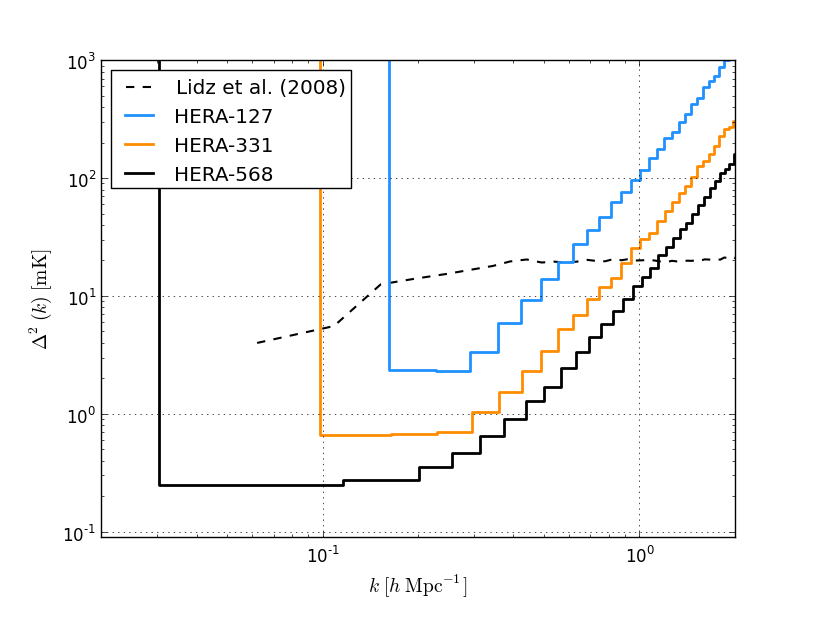 10³
10²
10¹
10⁰
10⁻¹
Δ² (k) [mK]
Lidz et al. (2008)
HERA-127
HERA-331
HERA-568
10⁻¹
10⁰
k [h Mpc⁻¹]